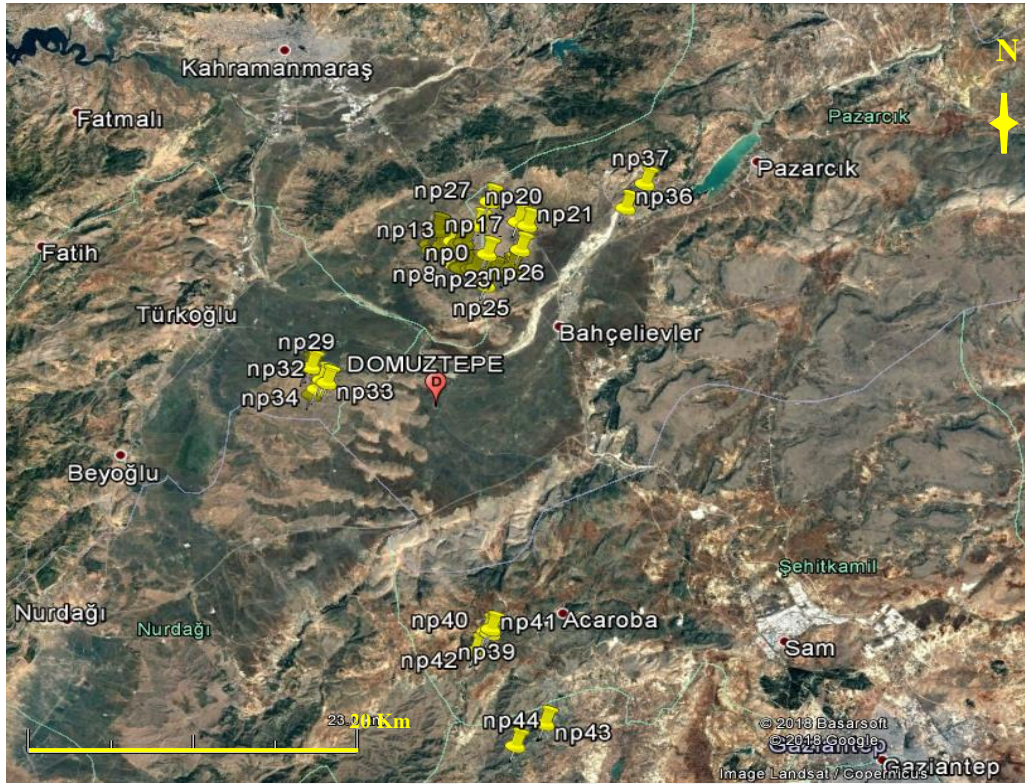 N
Kahramanmaraş
Fatmalı
Pazarcık
np37
Pazarcık
np27
np20
np36
np17
np21
np13
Fatih
np0
np8
np23
np26
np25
Türkoğlu
Bahçelievler
np29
np32
DOMUZTEPE
D
np33
np34
Beyoğlu
Şehitkamil
Nurdağı
np40
np41
Acaroba
Nurdağı
Sam
np42
np39
np44
20 Km
© 2018 Basarsoft
np43
© 2018 Google
Gaziantep
Gaziantep
Image Landsat / Copernicus